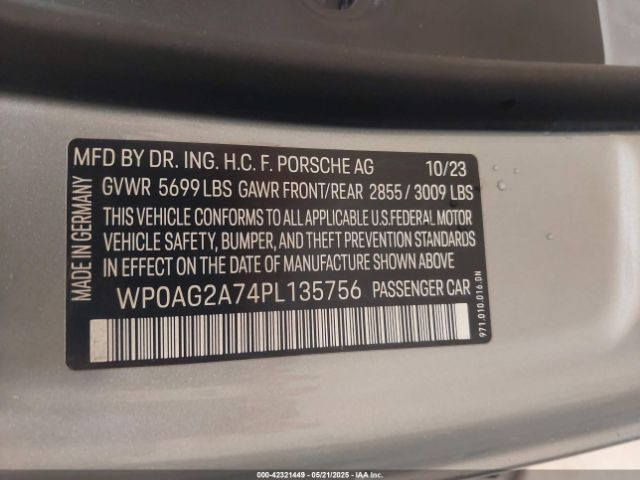 MFD BY DR. ING. H.C. F. PORSCHE AG 10/23
GVWR 5699 LBS GAWR FRONT/REAR 2855 / 3009 LBS
THIS VEHICLE CONFORMS TO ALL APPLICABLE U.S.FEDERAL MOTOR
VEHICLE SAFETY, BUMPER, AND THEFT PREVENTION STANDARDS
IN EFFECT ON THE DATE OF MANUFACTURE SHOWN ABOVE
WP0AG2A74PL135756 PASSENGER CAR
MADE IN GERMANY
971.010.016.DN
000-42321449 - 05/21/2025 - IAAI.COM